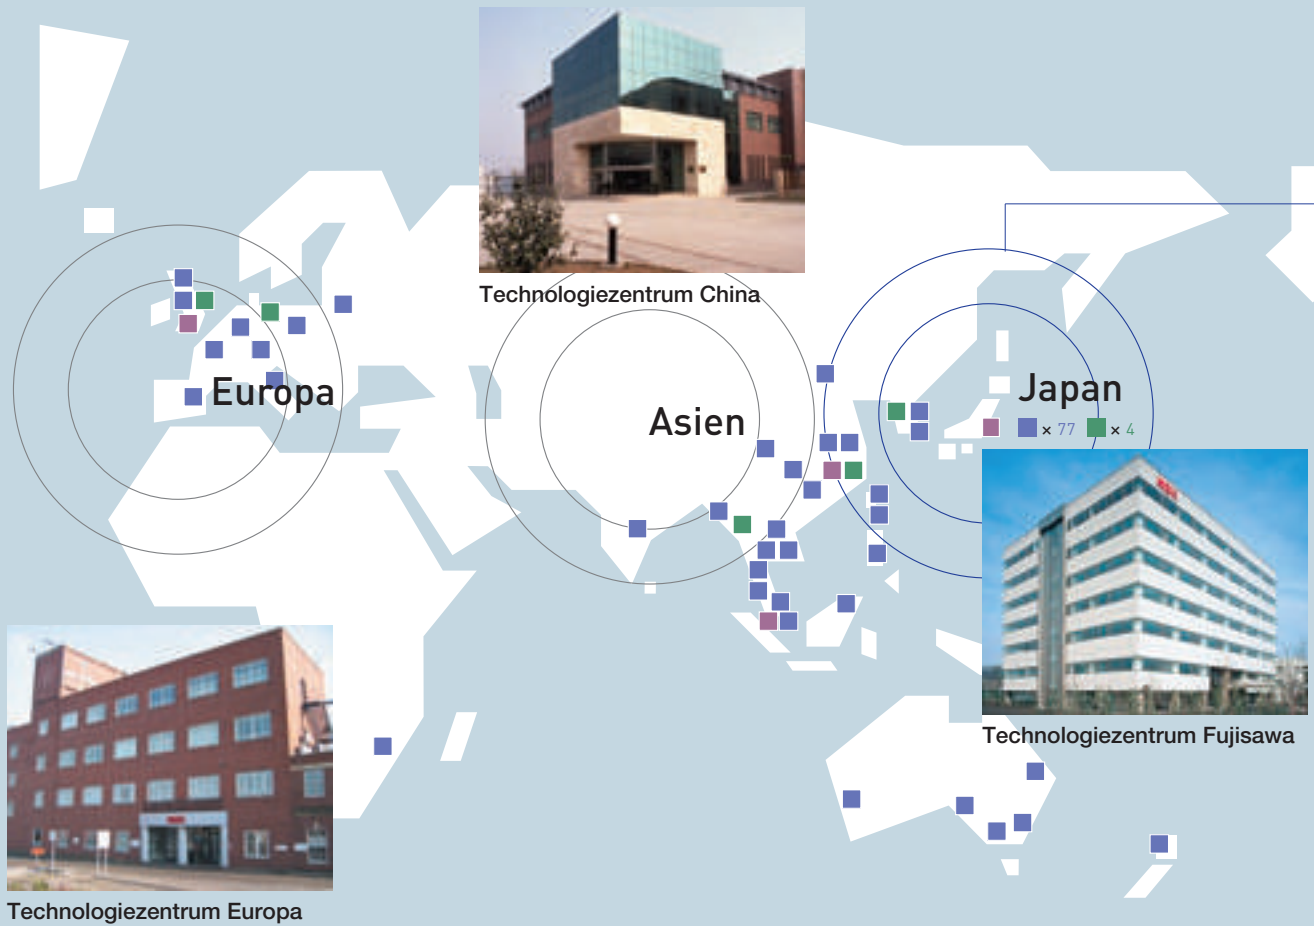 Technologiezentrum China
Europa
Asien
Japan
× 77 × 4
Technologiezentrum Fujisawa
Technologiezentrum Europa